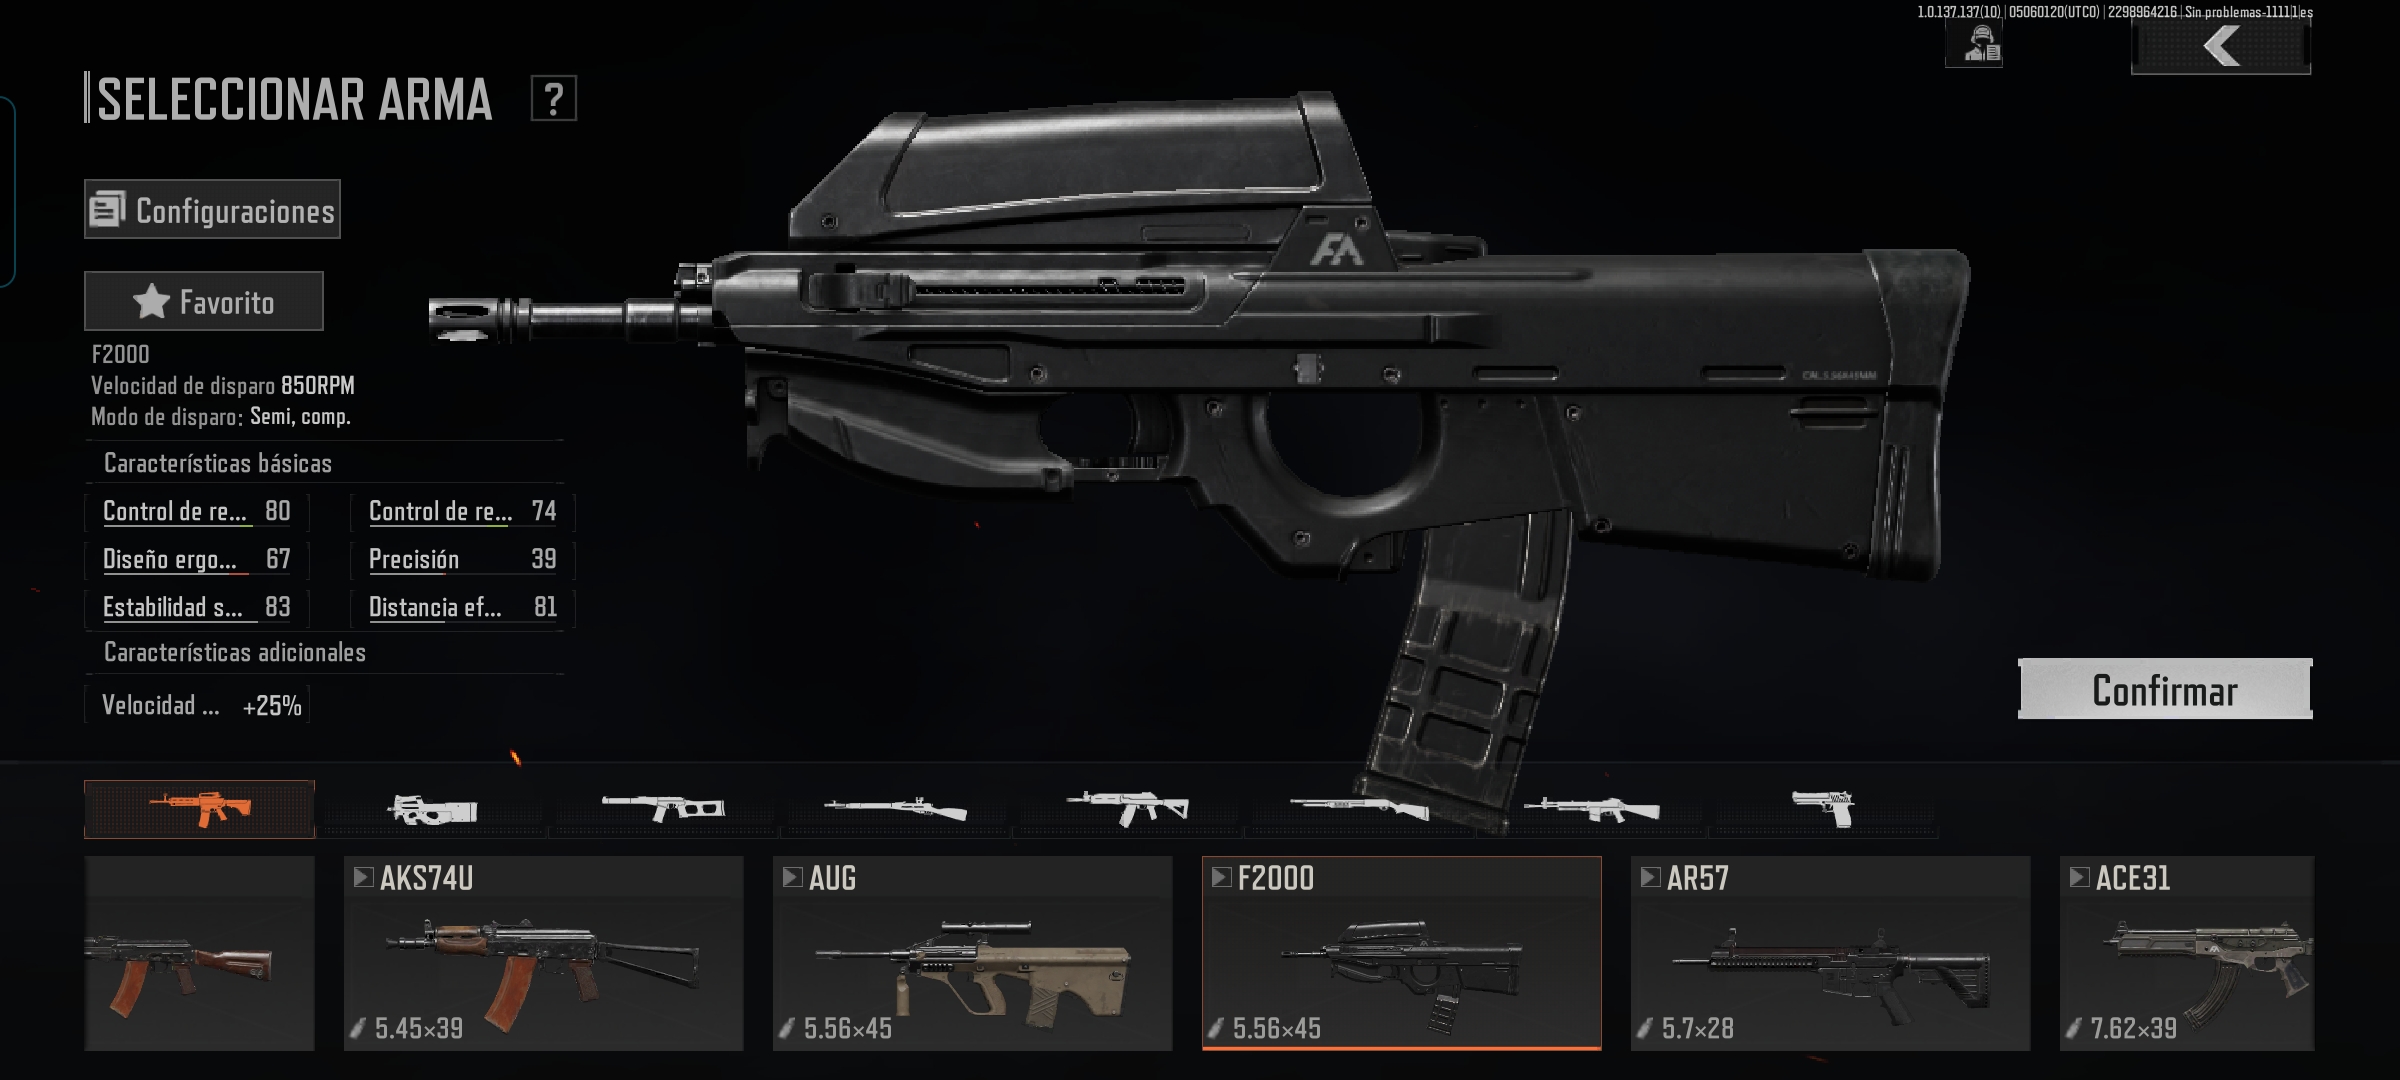 1.0.137.137(10) | 05060120(UTC0) | 2298964216 | Sin problemas-1111|1|es
SELECCIONAR ARMA ?
Configuraciones
Favorito
F2000
Velocidad de disparo 850RPM
Modo de disparo: Semi, comp.
Características básicas
Control de re... 80 Control de re... 74
Diseño ergo... 67 Precisión 39
Estabilidad s... 83 Distancia ef... 81
Características adicionales
Velocidad ... +25%
FA
Confirmar
AKS74U
5.45×39
AUG
5.56×45
F2000
5.56×45
AR57
5.7×28
ACE31
7.62×39